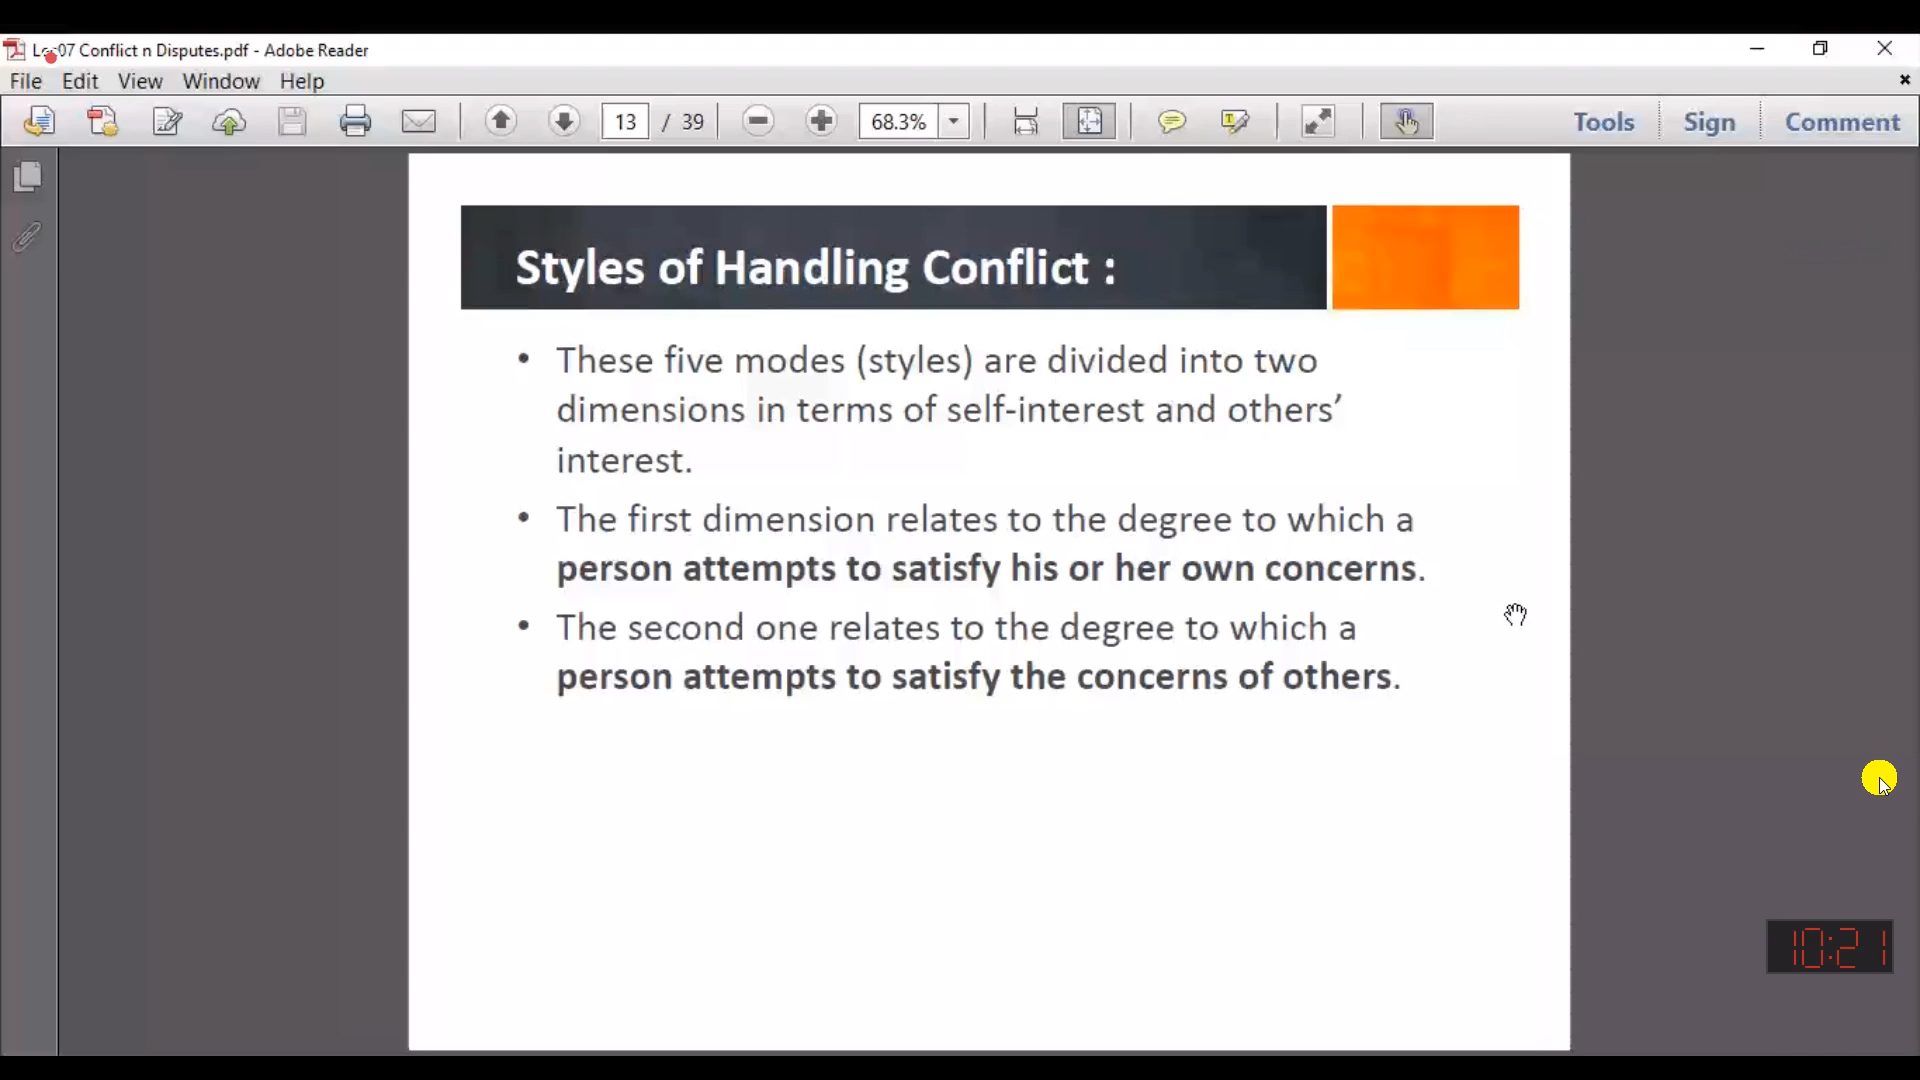 Lec07 Conflict n Disputes.pdf - Adobe Reader
File Edit View Window Help
13 / 39 68.3% Tools Sign Comment
Styles of Handling Conflict :
• These five modes (styles) are divided into two
dimensions in terms of self-interest and others’
interest.
• The first dimension relates to the degree to which a
person attempts to satisfy his or her own concerns.
• The second one relates to the degree to which a
person attempts to satisfy the concerns of others.
10:21